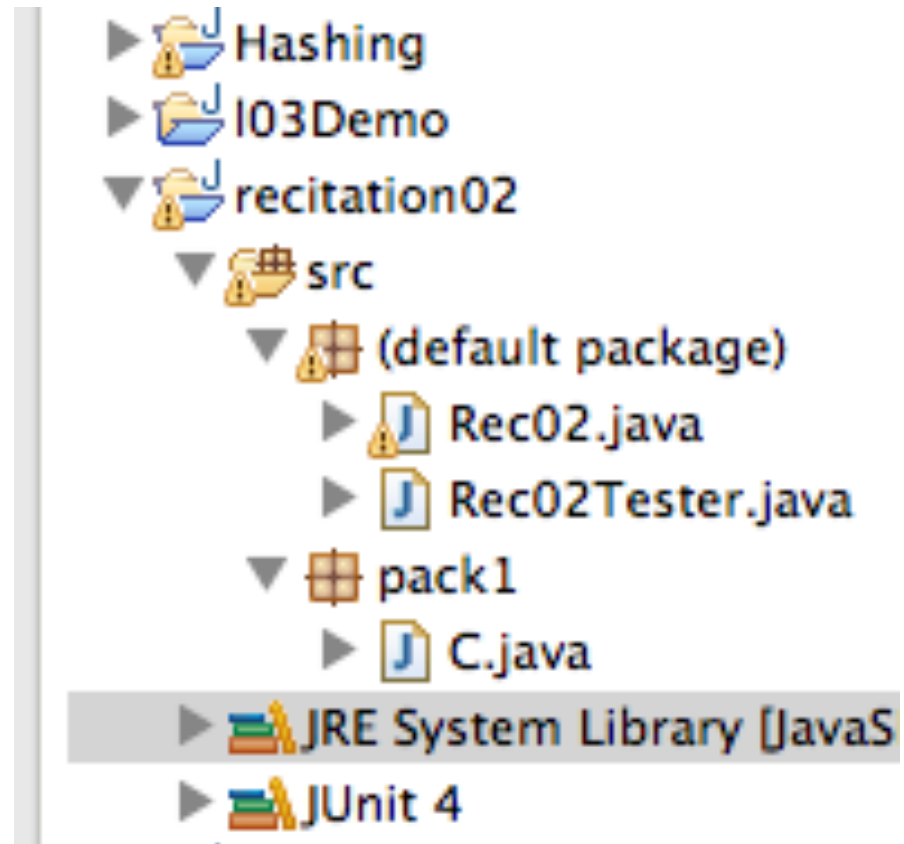 Hashing
l03Demo
recitation02
src
(default package)
Rec02.java
Rec02Tester.java
pack1
C.java
JRE System Library [JavaS
JUnit 4